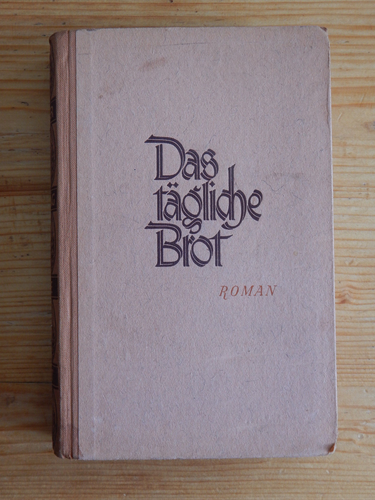 Das
tägliche
Brot
ROMAN